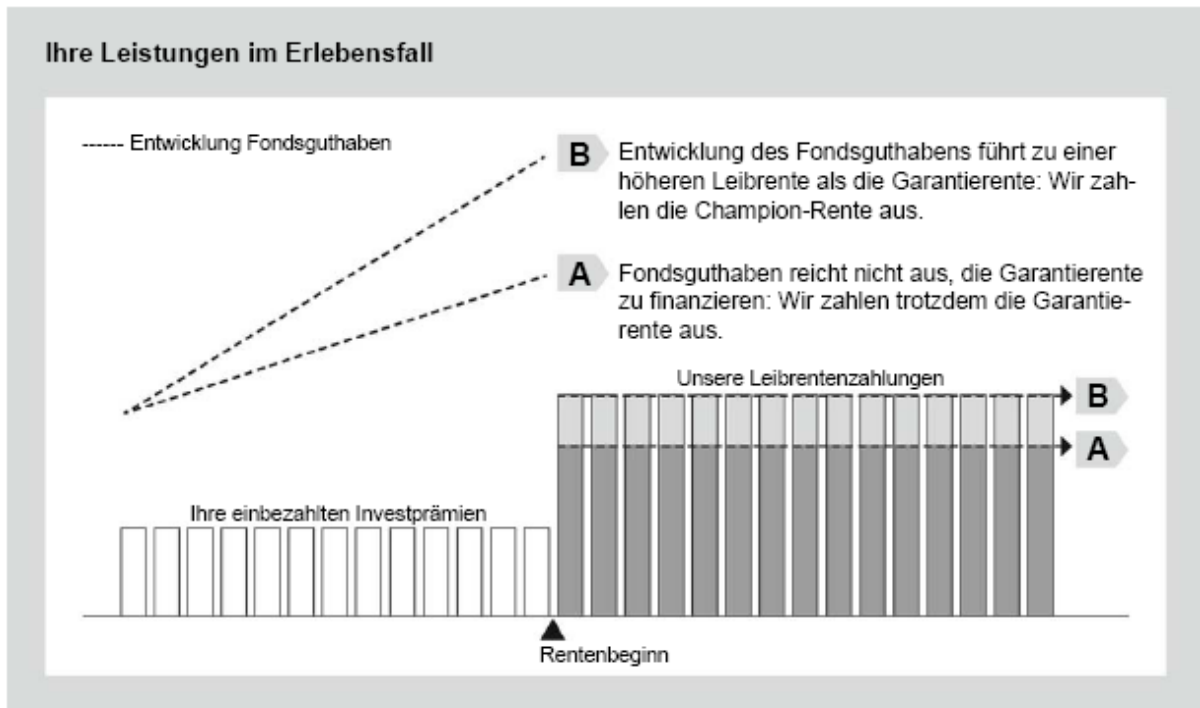 Ihre Leistungen im Erlebensfall
------ Entwicklung Fondsguthaben
B
Entwicklung des Fondsguthabens führt zu einer
höheren Leibrente als die Garantierente: Wir zah-
len die Champion-Rente aus.
A
Fondsguthaben reicht nicht aus, die Garantierente
zu finanzieren: Wir zahlen trotzdem die Garantie-
rente aus.
Unsere Leibrentenzahlungen
B
A
Ihre einbezahlten Investprämien
Rentenbeginn